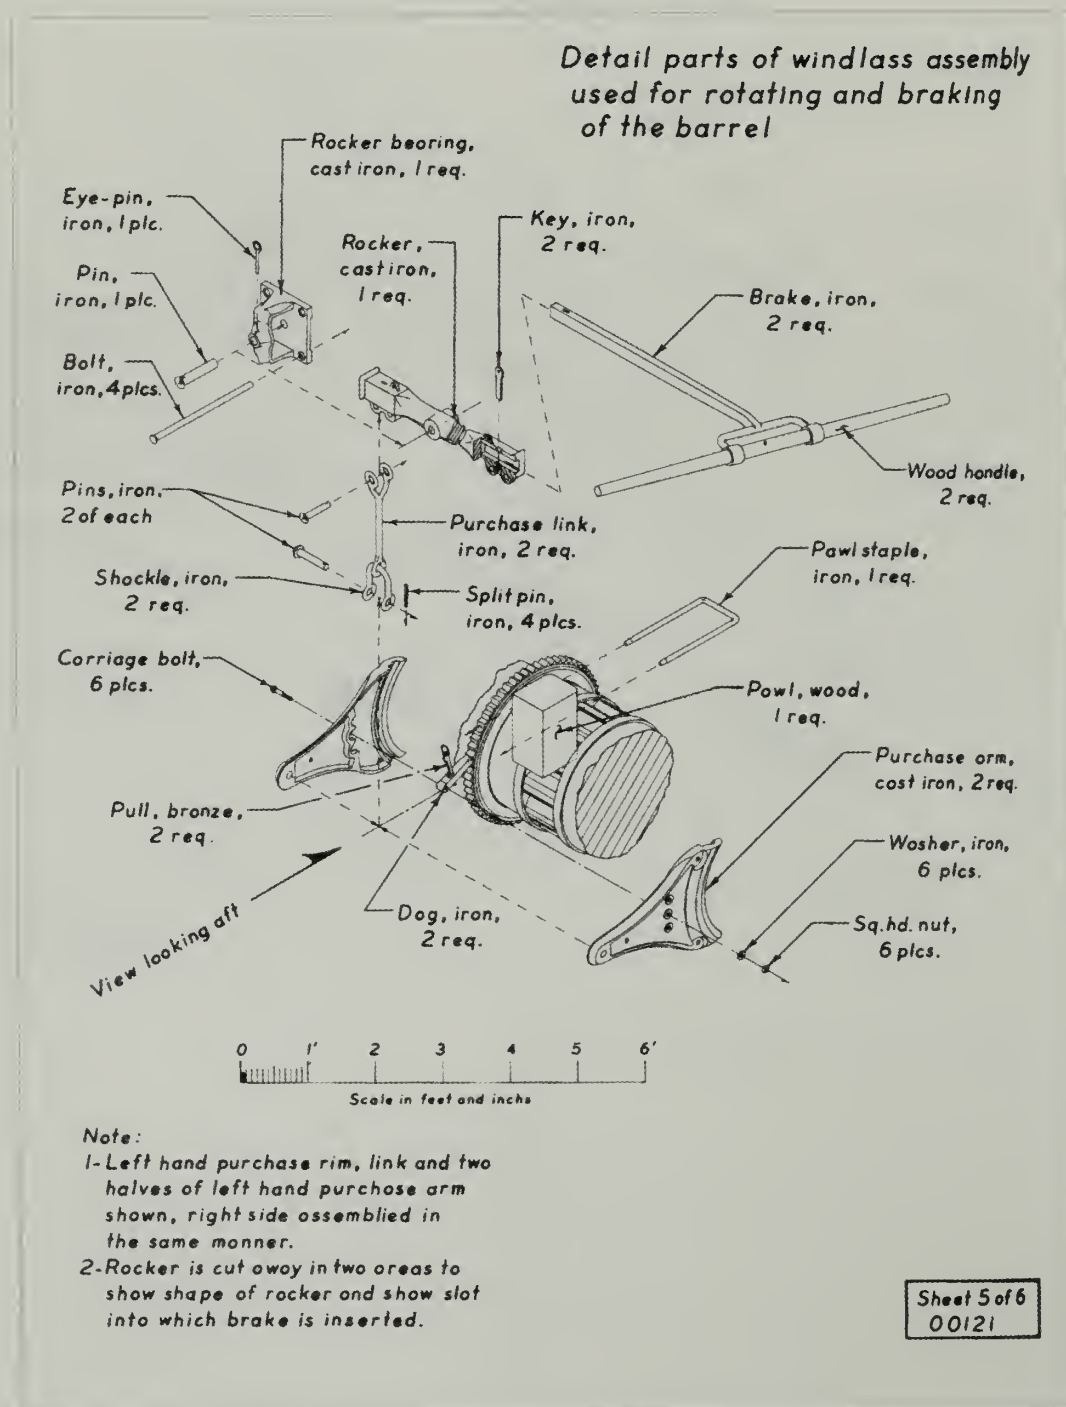 Detail parts of windlass assembly
used for rotating and braking
of the barrel
Rocker bearing,
cast iron, 1 req.
Eye-pin,
iron, 1 plc.
Key, iron,
2 req.
Rocker,
cast iron,
1 req.
Pin,
iron, 1 plc.
Brake, iron,
2 req.
Bolt,
iron, 4 plcs.
Wood handle,
2 req.
Pins, iron,
2 of each
Purchase link,
iron, 2 req.
Pawl staple,
iron, 1 req.
Shackle, iron,
2 req.
Split pin,
iron, 4 plcs.
Carriage bolt,
6 plcs.
Pawl, wood,
1 req.
Purchase arm,
cast iron, 2 req.
Pull, bronze,
2 req.
Washer, iron,
6 plcs.
Dog, iron,
2 req.
Sq. hd. nut,
6 plcs.
View looking aft
0 1' 2 3 4 5 6'
Scale in feet and inchs
Note:
1- Left hand purchase rim, link and two
halves of left hand purchase arm
shown, right side assemblied in
the same manner.
2- Rocker is cut away in two areas to
show shape of rocker and show slot
into which brake is inserted.
Sheet 5 of 6
00121